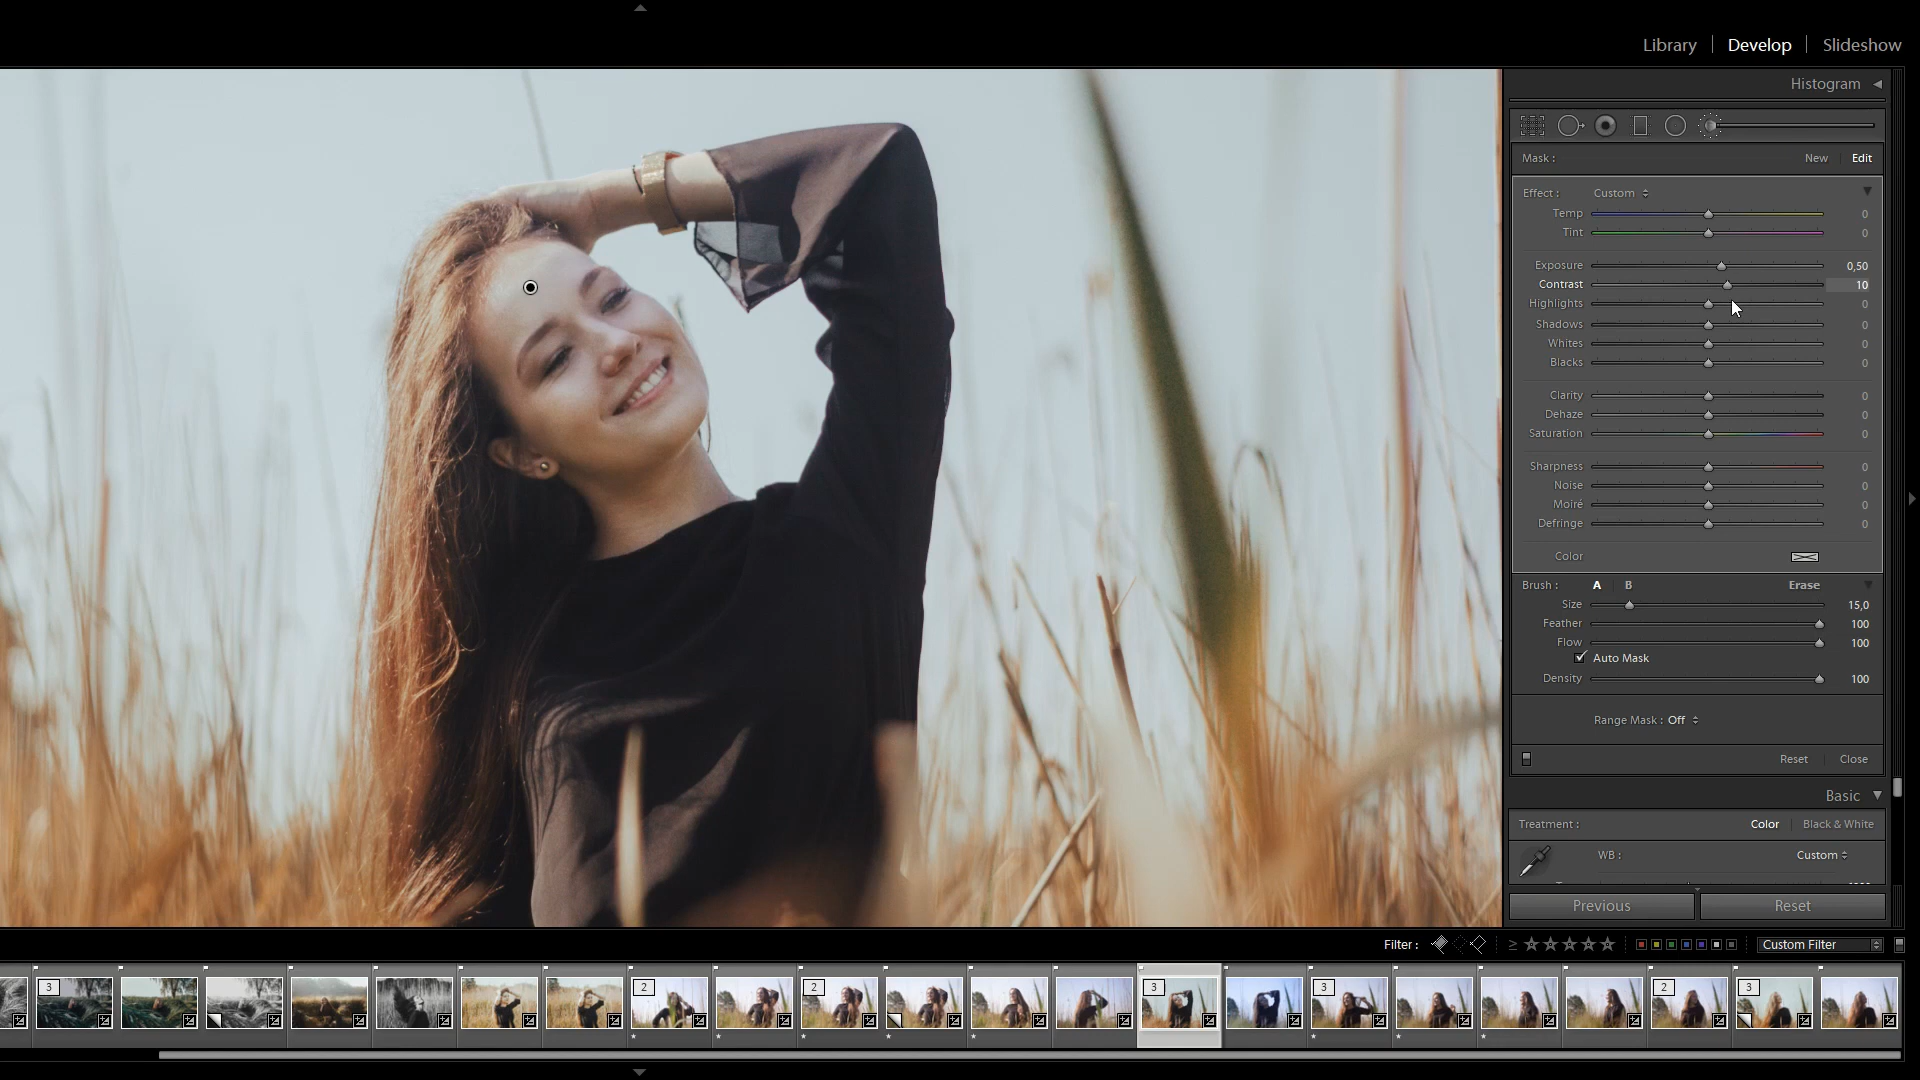 Library Develop Slideshow
Histogram
Mask : New Edit
Effect : Custom
Temp 0
Tint 0
Exposure 0,50
Contrast 10
Highlights 0
Shadows 0
Whites 0
Blacks 0
Clarity 0
Dehaze 0
Saturation 0
Sharpness 0
Noise 0
Moiré 0
Defringe 0
Color
Brush : A B Erase
Size 15,0
Feather 100
Flow 100
Auto Mask
Density 100
Range Mask : Off
Reset Close
Basic
Treatment : Color Black & White
WB : Custom
Previous Reset
Filter : ≥ Custom Filter
3 2 2 3 3 2 3